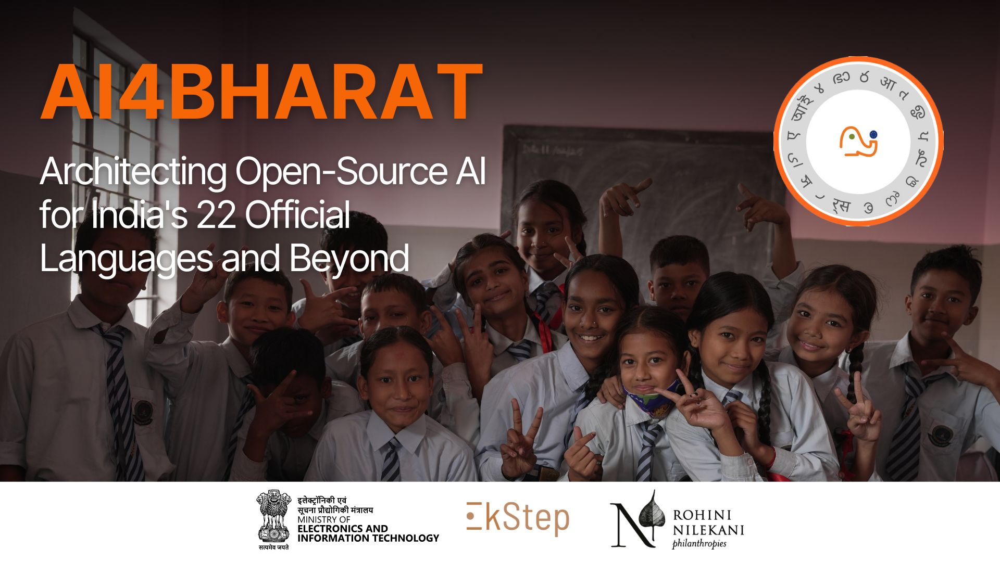 AI4BHARAT
Architecting Open-Source AI
for India's 22 Official
Languages and Beyond
इलेक्ट्रॉनिकी एवं
सूचना प्रौद्योगिकी मंत्रालय
MINISTRY OF
ELECTRONICS AND
INFORMATION TECHNOLOGY
सत्यमेव जयते
EkStep
ROHINI
NILEKANI
philanthropies